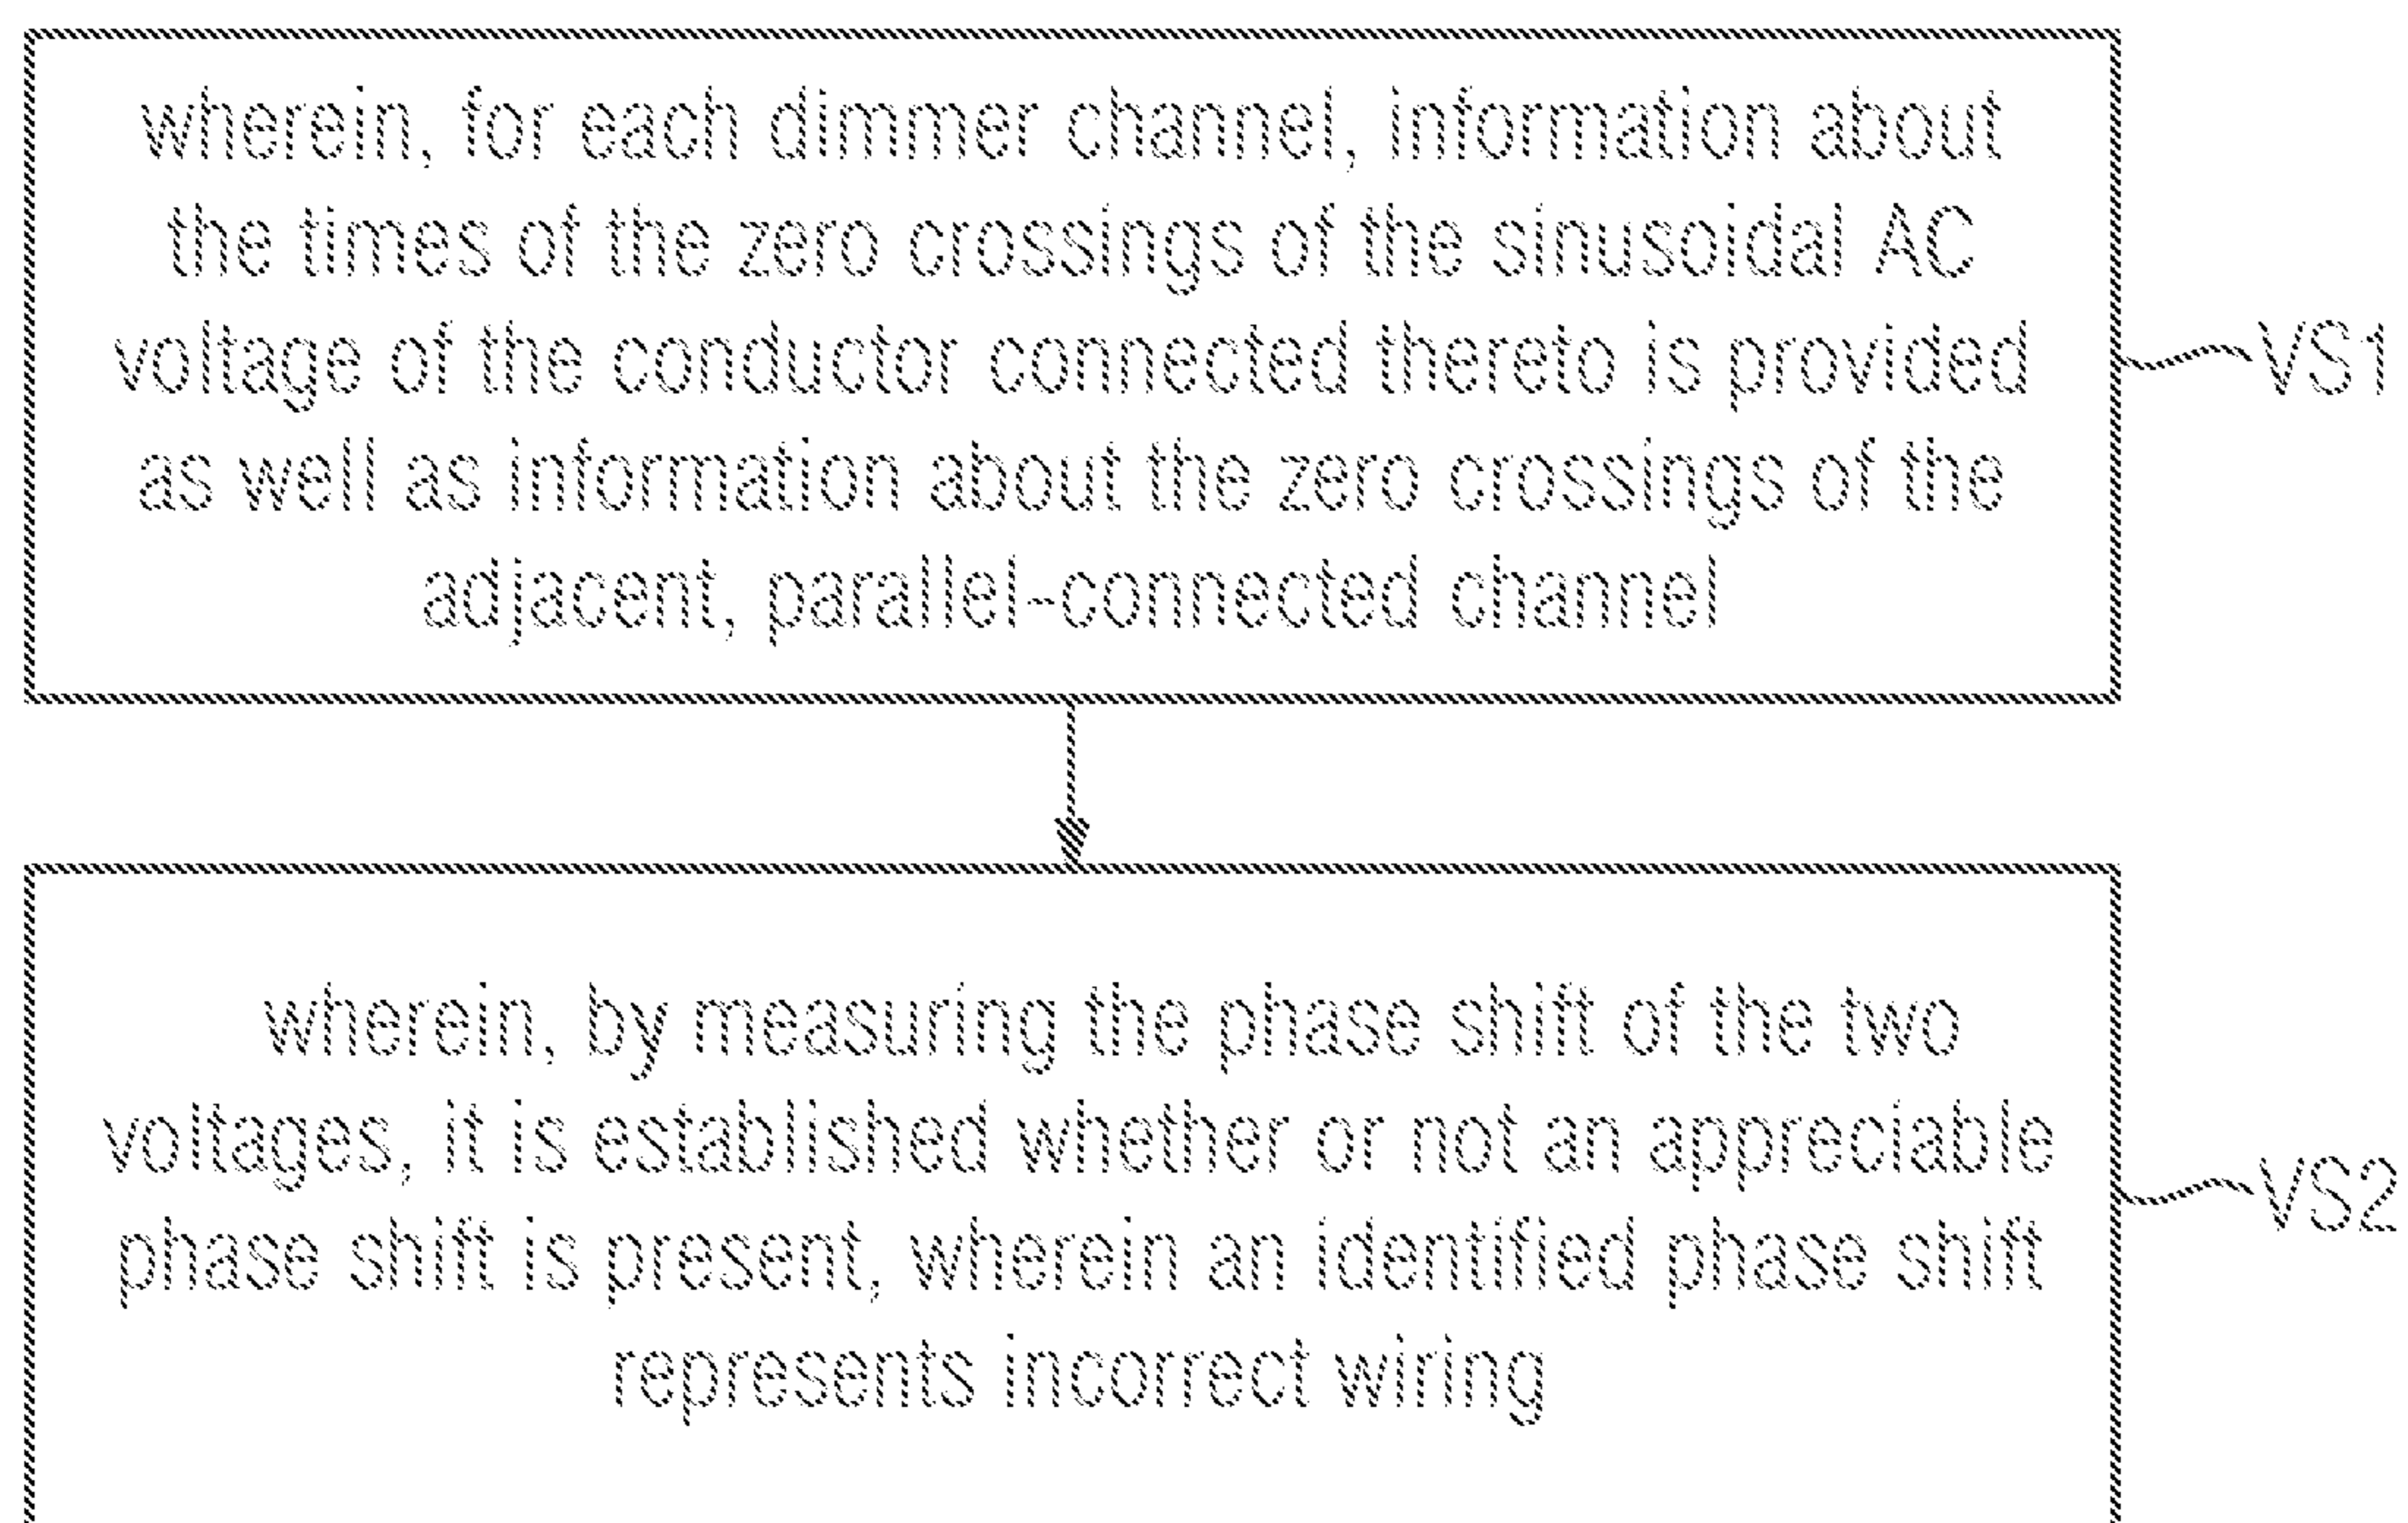 wherein, for each dimmer channel, information about
the times of the zero crossings of the sinusoidal AC
voltage of the conductor connected thereto is provided
as well as information about the zero crossings of the
adjacent, parallel-connected channel
VS1
wherein, by measuring the phase shift of the two
voltages, it is established whether or not an appreciable
phase shift is present, wherein an identified phase shift
represents incorrect wiring
VS2